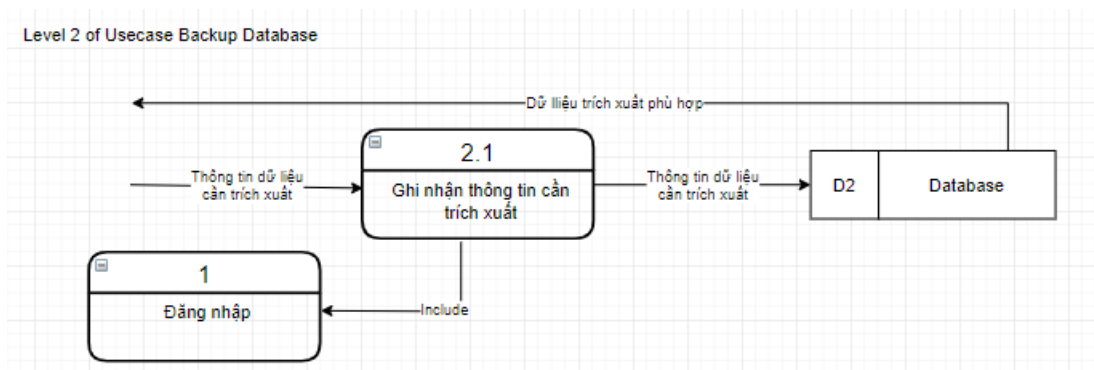 Level 2 of Usecase Backup Database
Dữ lliệu trích xuất phù hợp
2.1
Thông tin dữ liệu
cần trích xuất
Ghi nhận thông tin cần
trích xuất
Thông tin dữ liệu
cần trích xuất
D2
Database
1
Đăng nhập
Include